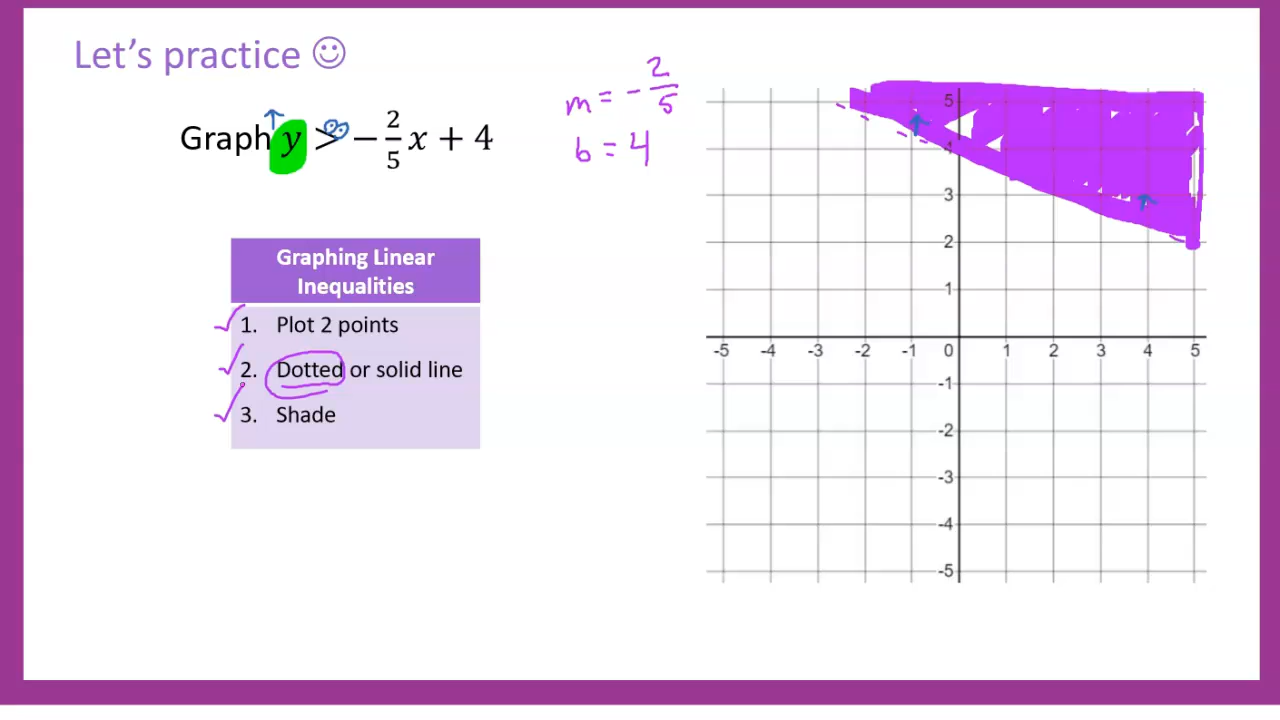 Let's practice ☺
Graph y > −2/5 x + 4
m = -2/5
b = 4
Graphing Linear
Inequalities
1. Plot 2 points
2. Dotted or solid line
3. Shade
5
4
3
2
1
-5 -4 -3 -2 -1 0 1 2 3 4 5
-1
-2
-3
-4
-5